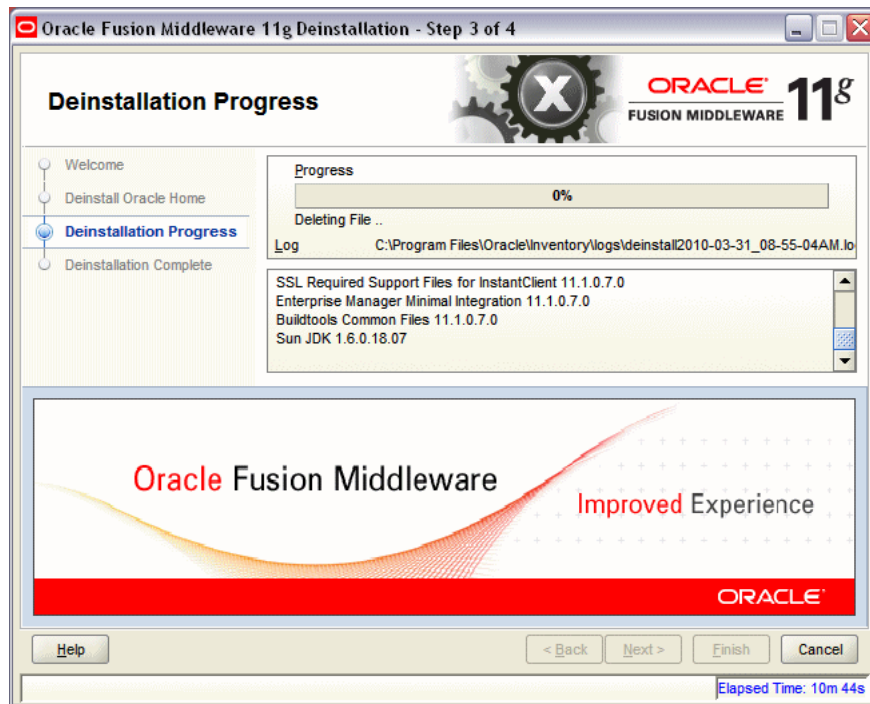 Oracle Fusion Middleware 11g Deinstallation - Step 3 of 4
Deinstallation Progress
X
ORACLE
FUSION MIDDLEWARE
11g
Welcome
Deinstall Oracle Home
Deinstallation Progress
Deinstallation Complete
Progress
0%
Deleting File ..
Log C:\Program Files\Oracle\Inventory\logs\deinstall2010-03-31_08-55-04AM.lo
SSL Required Support Files for InstantClient 11.1.0.7.0
Enterprise Manager Minimal Integration 11.1.0.7.0
Buildtools Common Files 11.1.0.7.0
Sun JDK 1.6.0.18.07
Oracle Fusion Middleware
Improved Experience
ORACLE
Help
< Back
Next >
Finish
Cancel
Elapsed Time: 10m 44s